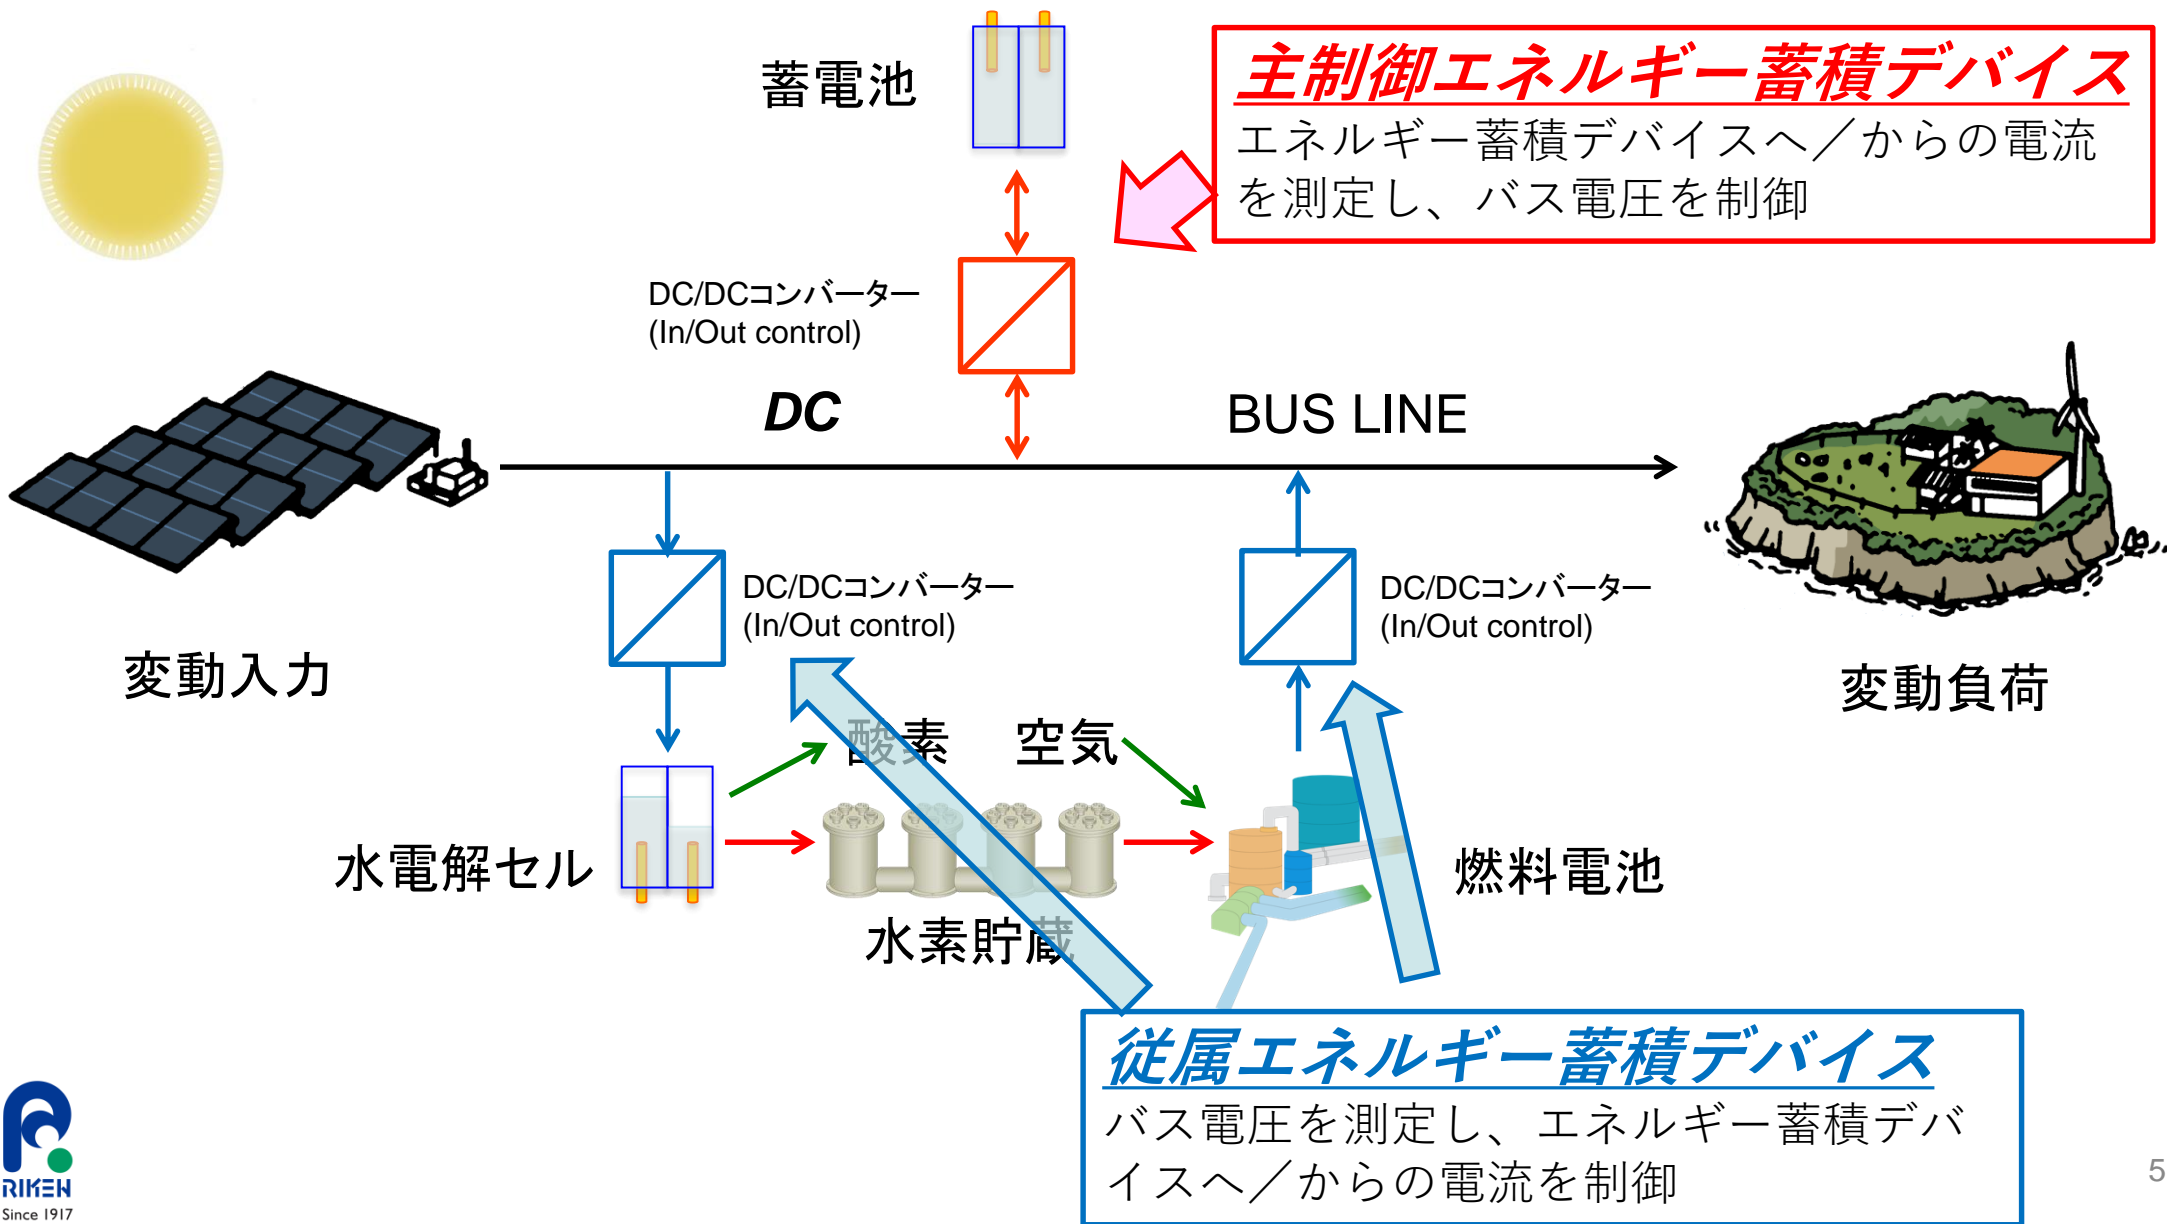 蓄電池
主制御エネルギー蓄積デバイス
エネルギー蓄積デバイスへ／からの電流
を測定し、バス電圧を制御
DC/DCコンバーター
(In/Out control)
DC
BUS LINE
DC/DCコンバーター
(In/Out control)
DC/DCコンバーター
(In/Out control)
変動入力
変動負荷
酸素
空気
水電解セル
燃料電池
水素貯蔵
従属エネルギー蓄積デバイス
バス電圧を測定し、エネルギー蓄積デバ
イスへ／からの電流を制御
RIKEN
Since 1917
5